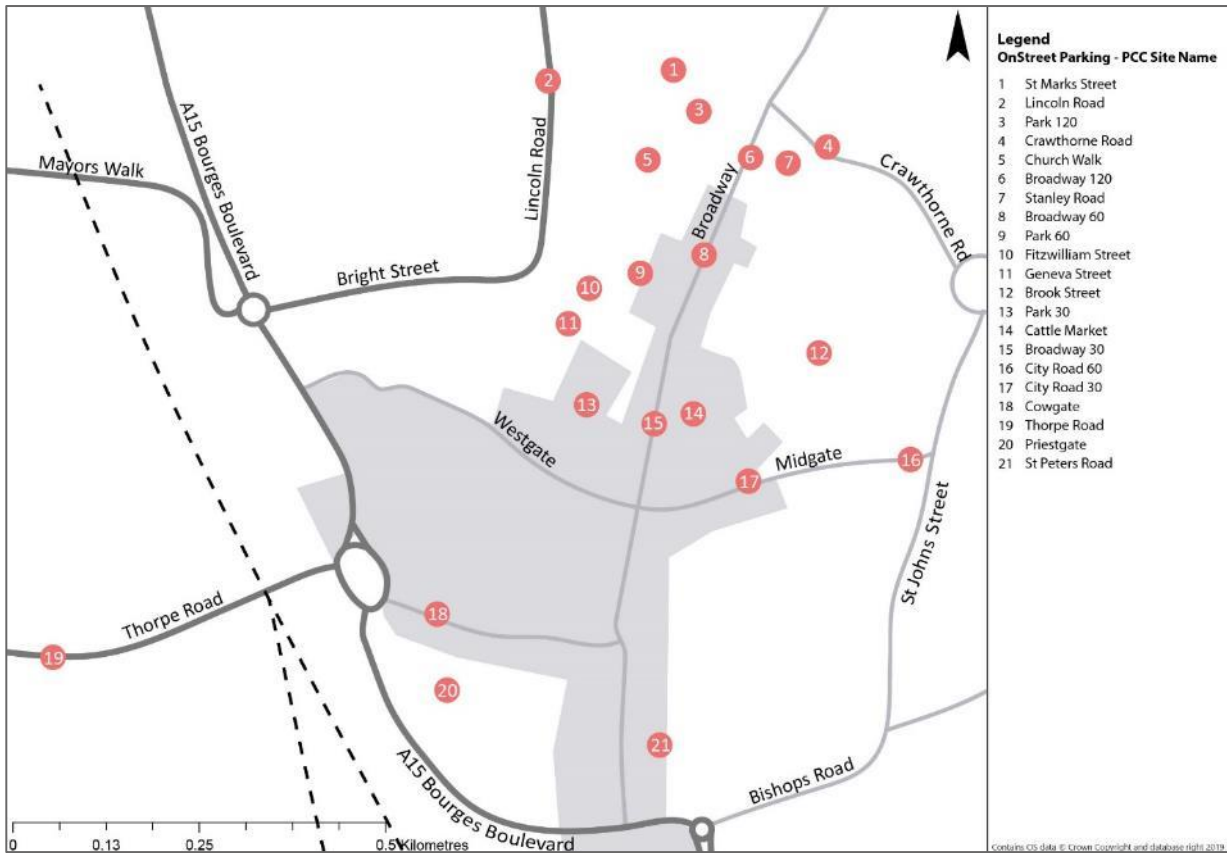 Legend
OnStreet Parking - PCC Site Name
1 St Marks Street
2 Lincoln Road
3 Park 120
4 Crawthorne Road
5 Church Walk
6 Broadway 120
7 Stanley Road
8 Broadway 60
9 Park 60
10 Fitzwilliam Street
11 Geneva Street
12 Brook Street
13 Park 30
14 Cattle Market
15 Broadway 30
16 City Road 60
17 City Road 30
18 Cowgate
19 Thorpe Road
20 Priestgate
21 St Peters Road
1
2
3
A15 Bourges Boulevard
Mayors Walk
Lincoln Road
5
6
7
4
Crawthorne Rd
Broadway
8
9
Bright Street
10
11
12
13
14
15
Westgate
Midgate
16
17
St Johns Street
Thorpe Road
18
19
20
21
A15 Bourges Boulevard
Bishops Road
0 0.13 0.25 0.5 Kilometres
Contains OS data © Crown Copyright and database right 2019